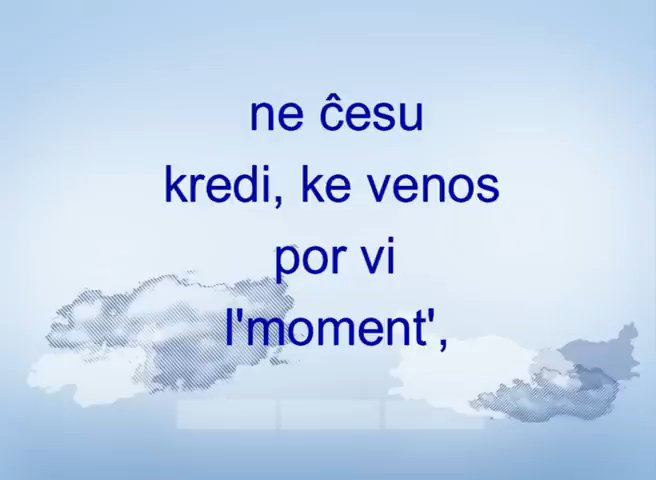 ne ĉesu
kredi, ke venos
por vi
l'moment',